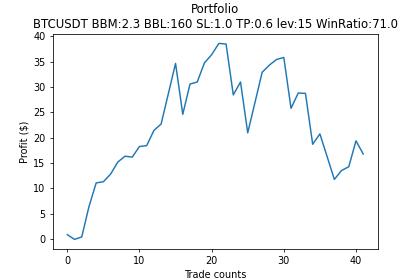 Portfolio
BTCUSDT BBM:2.3 BBL:160 SL:1.0 TP:0.6 lev:15 WinRatio:71.0
40
35
30
25
20
15
10
5
0
Profit ($)
0 10 20 30 40
Trade counts